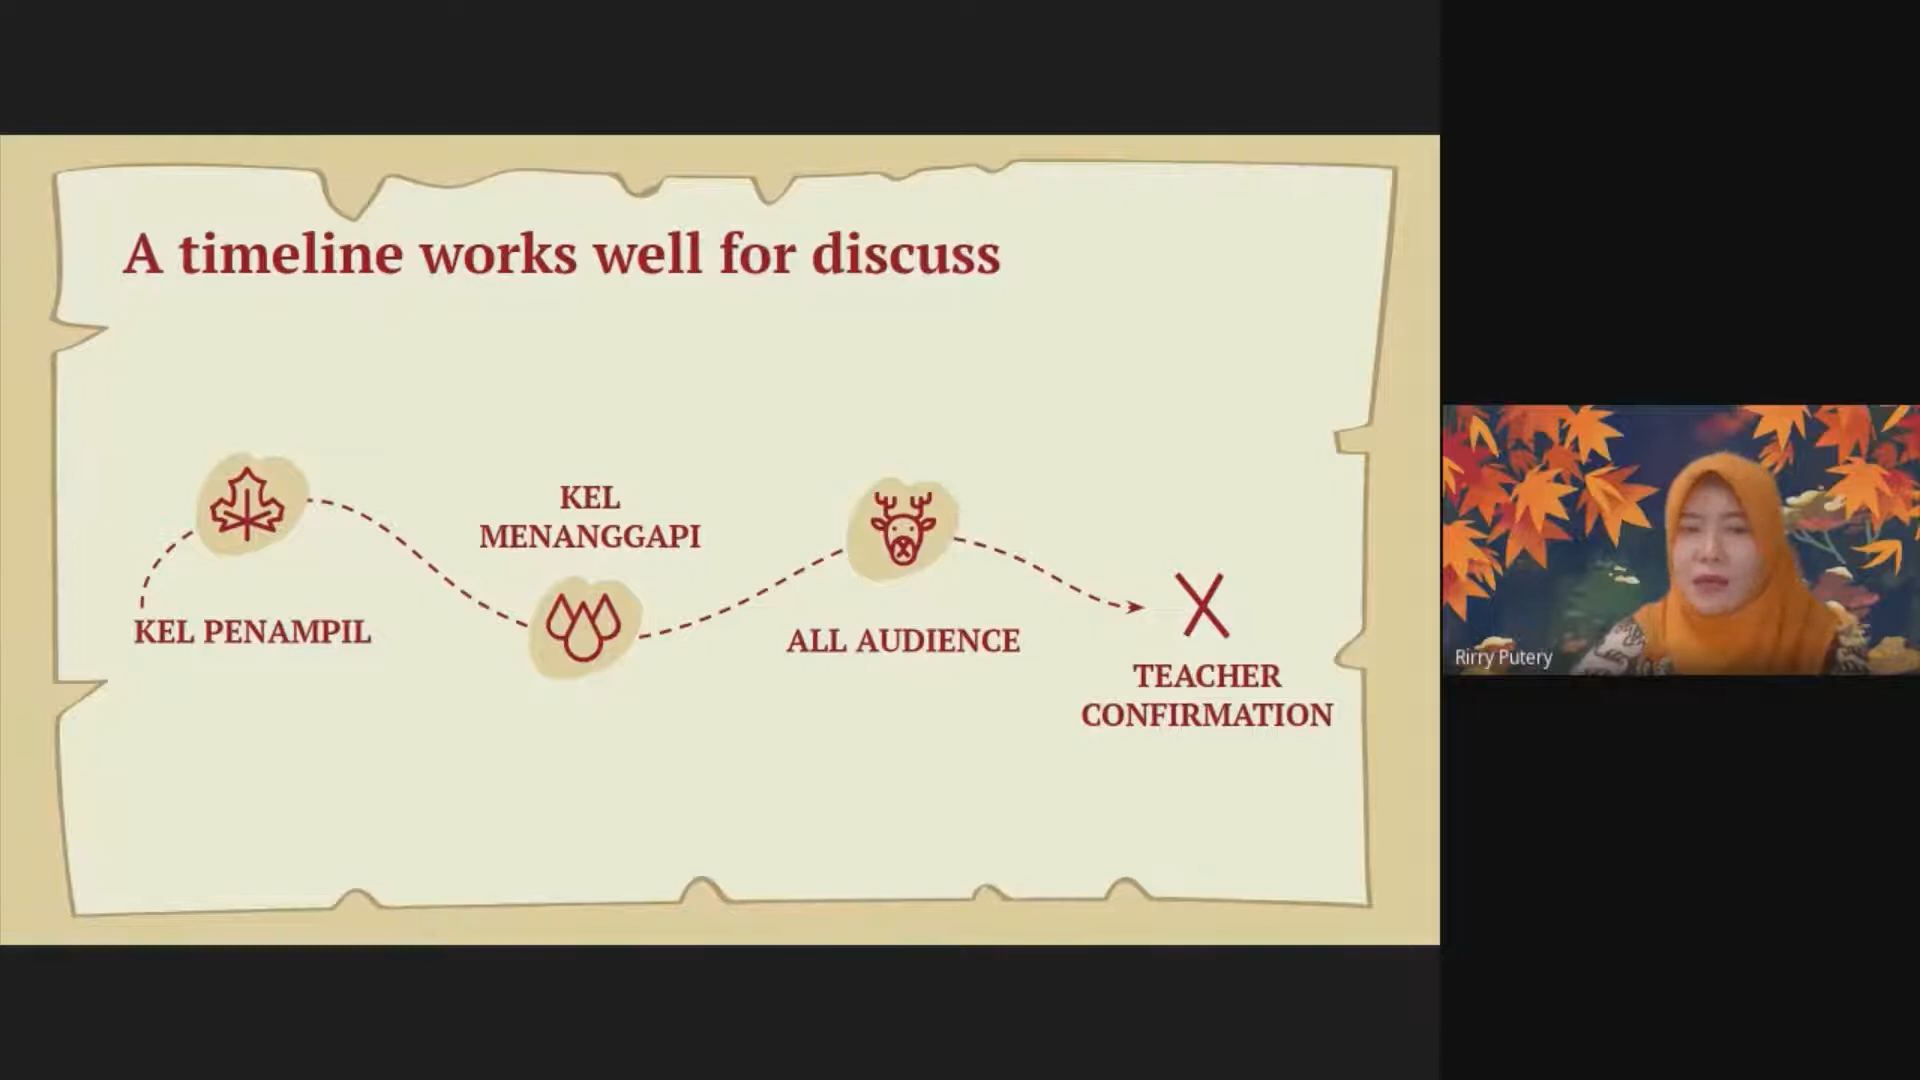 A timeline works well for discuss
KEL PENAMPIL
KEL
MENANGGAPI
ALL AUDIENCE
TEACHER
CONFIRMATION
Rirry Putery